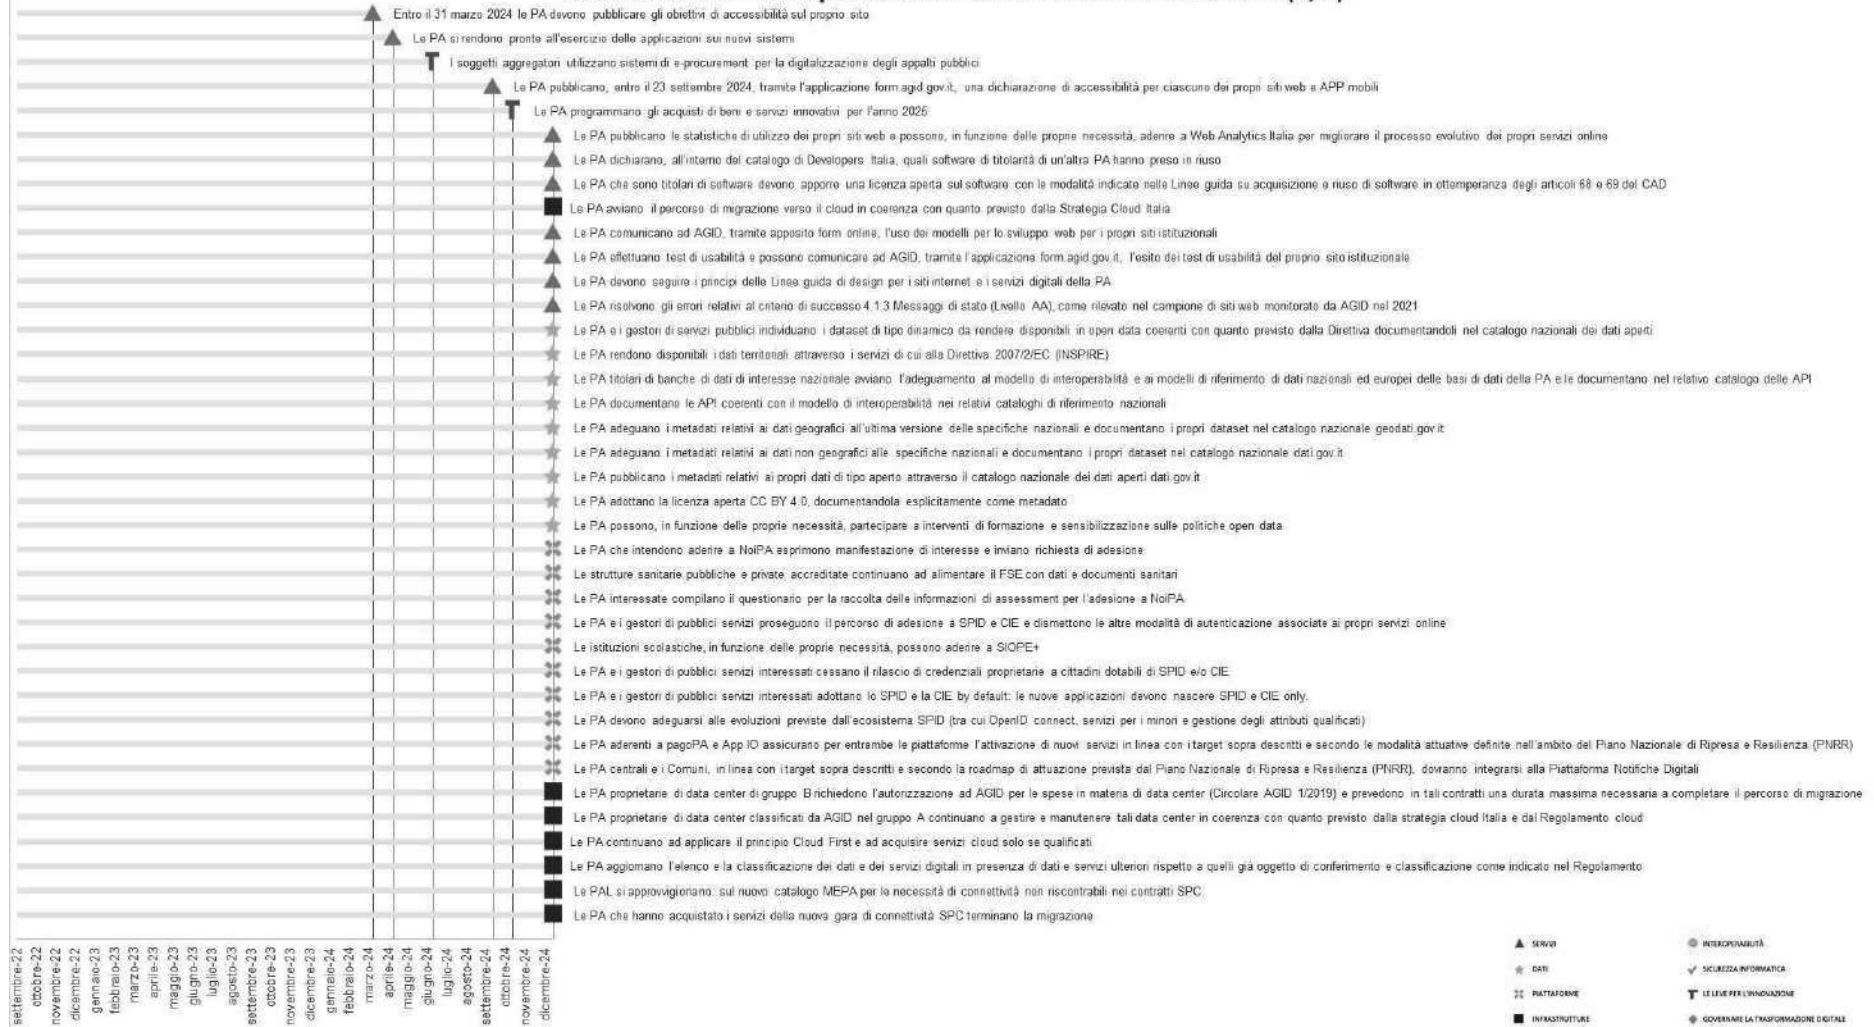 Entro il 31 marzo 2024 le PA devono pubblicare gli obiettivi di accessibilità sul proprio sito
Le PA si rendono pronte all'esercizio delle applicazioni sui nuovi sistemi
I soggetti aggregatori utilizzano sistemi di e-procurement per la digitalizzazione degli appalti pubblici
Le PA pubblicano, entro il 23 settembre 2024, tramite l'applicazione form.agid.gov.it, una dichiarazione di accessibilità per ciascuno dei propri siti web e APP mobili
Le PA programmano gli acquisti di beni e servizi innovativi per l'anno 2026
Le PA pubblicano le statistiche di utilizzo dei propri siti web e possono, in funzione delle proprie necessità, aderire a Web Analytics Italia per migliorare il processo evolutivo dei propri servizi online
Le PA dichiarano, all'interno del catalogo di Developers Italia, quali software di titolarità di un'altra PA hanno preso in riuso
Le PA che sono titolari di software devono apporre una licenza aperta sul software con le modalità indicate nelle Linee guida su acquisizione e riuso di software in ottemperanza degli articoli 68 e 69 del CAD
Le PA avviano il percorso di migrazione verso il cloud in coerenza con quanto previsto dalla Strategia Cloud Italia
Le PA comunicano ad AGID, tramite apposito form online, l'uso dei modelli per lo sviluppo web per i propri siti istituzionali
Le PA effettuano test di usabilità e possono comunicare ad AGID, tramite l'applicazione form.agid.gov.it, l'esito dei test di usabilità del proprio sito istituzionale
Le PA devono seguire i principi delle Linee guida di design per i siti internet e i servizi digitali della PA
Le PA risolvono gli errori relativi al criterio di successo 4.1.3 Messaggi di stato (Livello AA), come rilevato nel campione di siti web monitorato da AGID nel 2021
Le PA e i gestori di servizi pubblici individuano i dataset di tipo dinamico da rendere disponibili in open data coerenti con quanto previsto dalla Direttiva documentandoli nel catalogo nazionali dei dati aperti
Le PA rendono disponibili i dati territoriali attraverso i servizi di cui alla Direttiva 2007/2/EC (INSPIRE)
Le PA titolari di banche di dati di interesse nazionale avviano l'adeguamento al modello di interoperabilità e ai modelli di riferimento di dati nazionali ed europei delle basi di dati della PA e le documentano nel relativo catalogo delle API
Le PA documentano le API coerenti con il modello di interoperabilità nei relativi cataloghi di riferimento nazionali
Le PA adeguano i metadati relativi ai dati geografici all'ultima versione delle specifiche nazionali e documentano i propri dataset nel catalogo nazionale geodati.gov.it
Le PA adeguano i metadati relativi ai dati non geografici alle specifiche nazionali e documentano i propri dataset nel catalogo nazionale dati.gov.it
Le PA pubblicano i metadati relativi ai propri dati di tipo aperto attraverso il catalogo nazionale dei dati aperti dati.gov.it
Le PA adottano la licenza aperta CC BY 4.0, documentandola esplicitamente come metadato
Le PA possono, in funzione delle proprie necessità, partecipare a interventi di formazione e sensibilizzazione sulle politiche open data
Le PA che intendono aderire a NoiPA esprimono manifestazione di interesse e inviano richiesta di adesione
Le strutture sanitarie pubbliche e private accreditate continuano ad alimentare il FSE con dati e documenti sanitari
Le PA interessate compilano il questionario per la raccolta delle informazioni di assessment per l'adesione a NoiPA
Le PA e i gestori di pubblici servizi proseguono il percorso di adesione a SPID e CIE e dismettono le altre modalità di autenticazione associate ai propri servizi online
Le istituzioni scolastiche, in funzione delle proprie necessità, possono aderire a SIOPE+
Le PA e i gestori di pubblici servizi interessati cessano il rilascio di credenziali proprietarie a cittadini dotabili di SPID e/o CIE
Le PA e i gestori di pubblici servizi interessati adottano lo SPID e la CIE by default: le nuove applicazioni devono nascere SPID e CIE only.
Le PA devono adeguarsi alle evoluzioni previste dall'ecosistema SPID (tra cui OpenID connect, servizi per i minori e gestione degli attributi qualificati)
Le PA aderenti a pagoPA e App IO assicurano per entrambe le piattaforme l'attivazione di nuovi servizi in linea con i target sopra descritti e secondo le modalità attuative definite nell'ambito del Piano Nazionale di Ripresa e Resilienza (PNRR)
Le PA centrali e i Comuni, in linea con i target sopra descritti e secondo la roadmap di attuazione prevista dal Piano Nazionale di Ripresa e Resilienza (PNRR), dovranno integrarsi alla Piattaforma Notifiche Digitali
Le PA proprietarie di data center di gruppo B richiedono l'autorizzazione ad AGID per le spese in materia di data center (Circolare AGID 1/2019) e prevedono in tali contratti una durata massima necessaria a completare il percorso di migrazione
Le PA proprietarie di data center classificati da AGID nel gruppo A continuano a gestire e manutenere tali data center in coerenza con quanto previsto dalla strategia cloud Italia e dal Regolamento cloud
Le PA continuano ad applicare il principio Cloud First e ad acquisire servizi cloud solo se qualificati
Le PA aggiornano l'elenco e la classificazione dei dati e dei servizi digitali in presenza di dati e servizi ulteriori rispetto a quelli già oggetto di conferimento e classificazione come indicato nel Regolamento
Le PAL si approvvigionano sul nuovo catalogo MEPA per le necessità di connettività non riscontrabili nei contratti SPC
Le PA che hanno acquistato i servizi della nuova gara di connettività SPC terminano la migrazione
settembre-22
ottobre-22
novembre-22
dicembre-22
gennaio-23
febbraio-23
marzo-23
aprile-23
maggio-23
giugno-23
luglio-23
agosto-23
settembre-23
ottobre-23
novembre-23
dicembre-23
gennaio-24
febbraio-24
marzo-24
aprile-24
maggio-24
giugno-24
luglio-24
agosto-24
settembre-24
ottobre-24
novembre-24
dicembre-24
SERVIZI
DATI
PIATTAFORME
INFRASTRUTTURE
INTEROPERABILITÀ
SICUREZZA INFORMATICA
LE LEVE PER L'INNOVAZIONE
GOVERNARE LA TRASFORMAZIONE DIGITALE